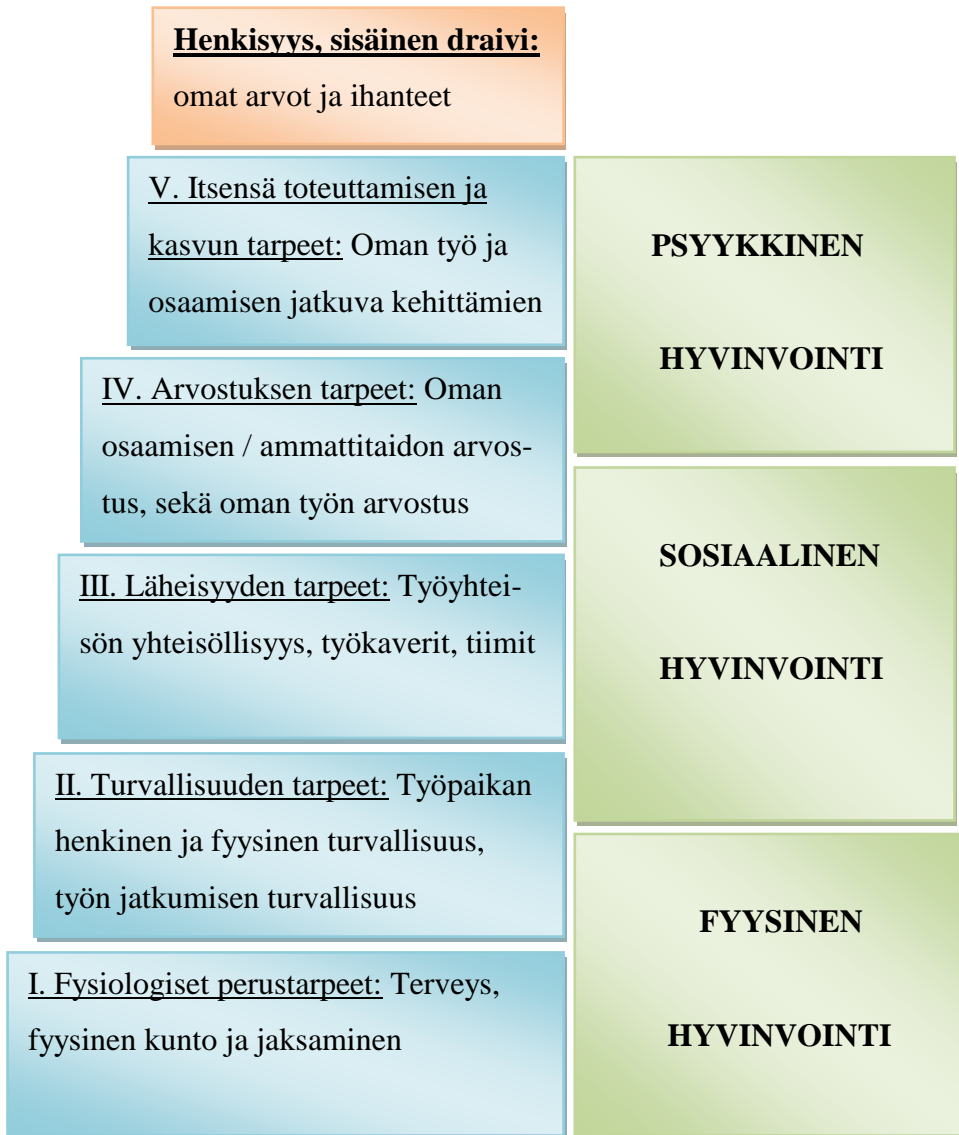 Henkisyys, sisäinen draivi:
omat arvot ja ihanteet
V. Itsensä toteuttamisen ja
kasvun tarpeet: Oman työ ja
osaamisen jatkuva kehittämien
IV. Arvostuksen tarpeet: Oman
osaamisen / ammattitaidon arvos-
tus, sekä oman työn arvostus
III. Läheisyyden tarpeet: Työyhtei-
sön yhteisöllisyys, työkaverit, tiimit
II. Turvallisuuden tarpeet: Työpaikan
henkinen ja fyysinen turvallisuus,
työn jatkumisen turvallisuus
I. Fysiologiset perustarpeet: Terveys,
fyysinen kunto ja jaksaminen
PSYYKKINEN
HYVINVOINTI
SOSIAALINEN
HYVINVOINTI
FYYSINEN
HYVINVOINTI